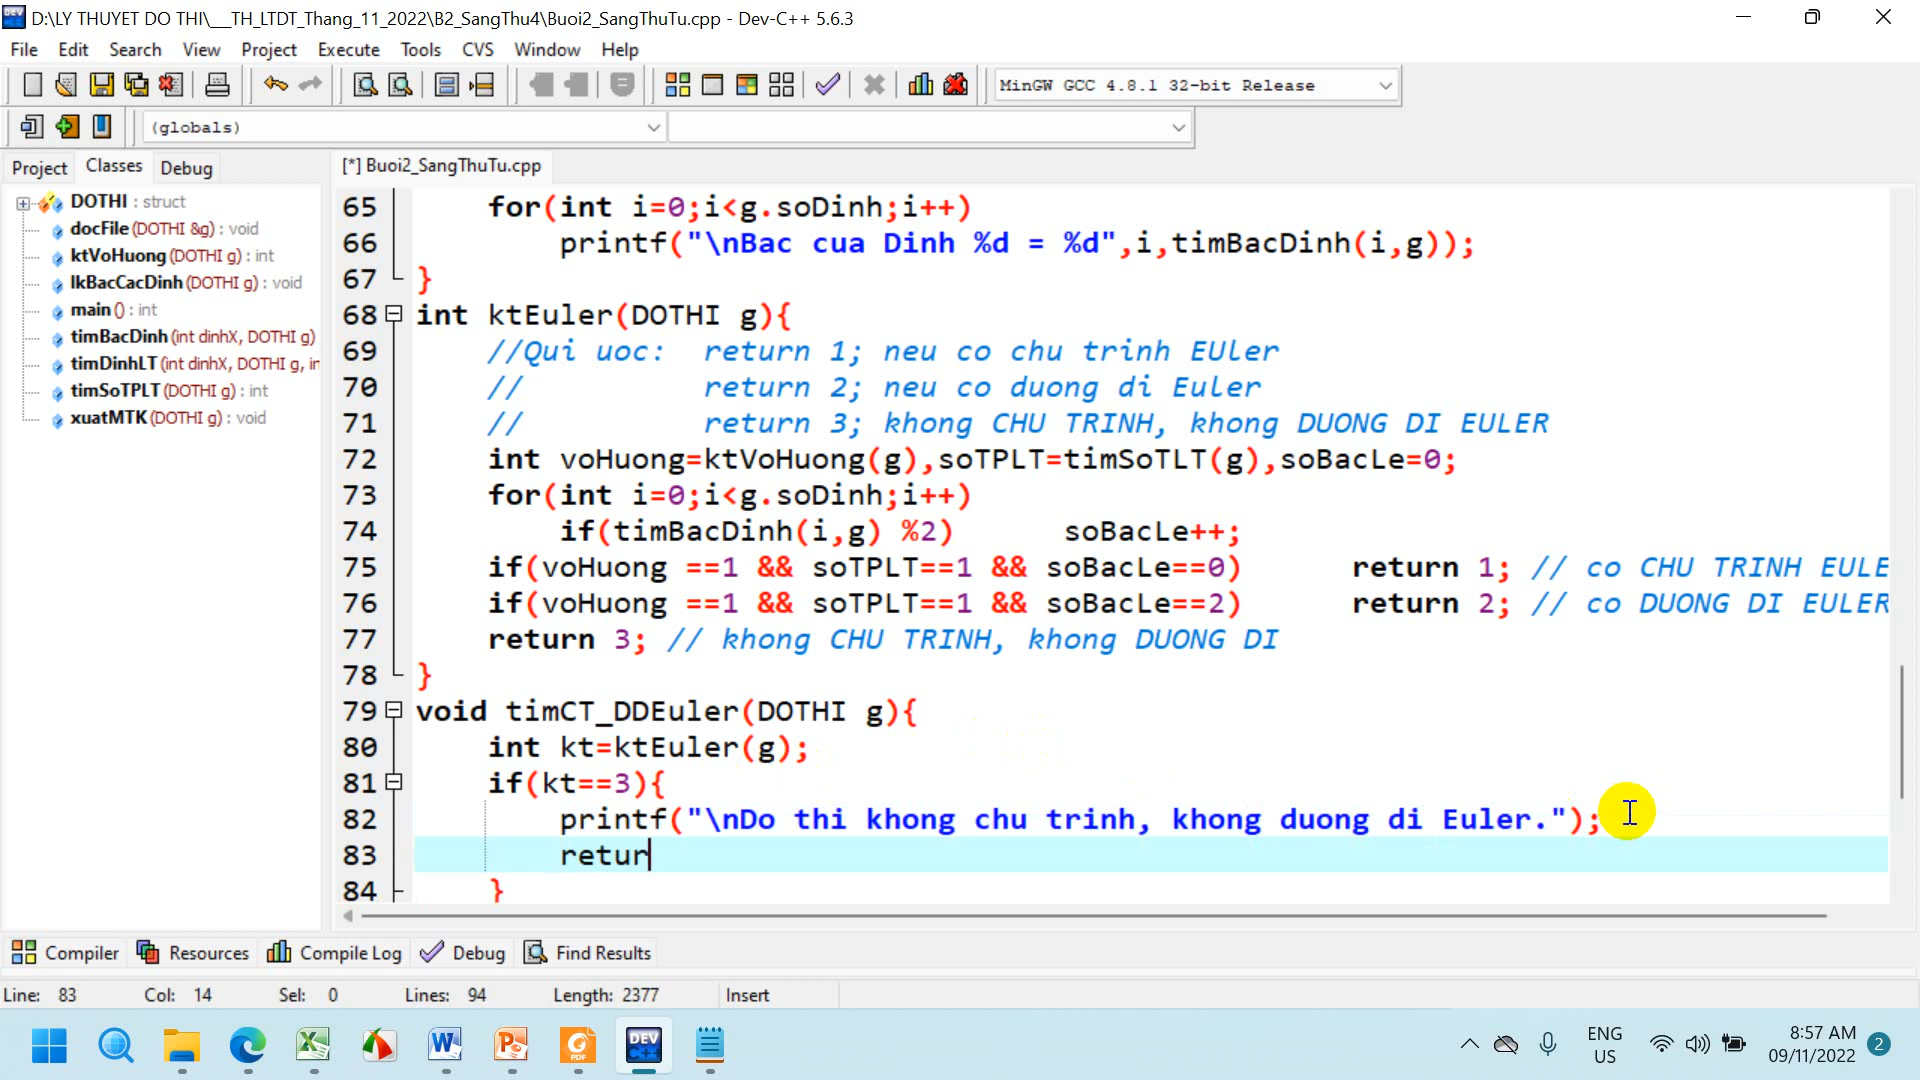 D:\LY THUYET DO THI\__TH_LTDT_Thang_11_2022\B2_SangThu4\Buoi2_SangThuTu.cpp - Dev-C++ 5.6.3
File Edit Search View Project Execute Tools CVS Window Help
MinGW GCC 4.8.1 32-bit Release
(globals)
Project Classes Debug
[*] Buoi2_SangThuTu.cpp
DOTHI : struct
docFile (DOTHI &g) : void
ktVoHuong (DOTHI g) : int
lkBacCacDinh (DOTHI g) : void
main () : int
timBacDinh (int dinhX, DOTHI g)
timDinhLT (int dinhX, DOTHI g, in
timSoTPLT (DOTHI g) : int
xuatMTK (DOTHI g) : void
65 for(int i=0;i<g.soDinh;i++)
66 printf("\nBac cua Dinh %d = %d",i,timBacDinh(i,g));
67 }
68 int ktEuler(DOTHI g){
69 //Qui uoc: return 1; neu co chu trinh EUler
70 // return 2; neu co duong di Euler
71 // return 3; khong CHU TRINH, khong DUONG DI EULER
72 int voHuong=ktVoHuong(g),soTPLT=timSoTLT(g),soBacLe=0;
73 for(int i=0;i<g.soDinh;i++)
74 if(timBacDinh(i,g) %2) soBacLe++;
75 if(voHuong ==1 && soTPLT==1 && soBacLe==0) return 1; // co CHU TRINH EULE
76 if(voHuong ==1 && soTPLT==1 && soBacLe==2) return 2; // co DUONG DI EULER
77 return 3; // khong CHU TRINH, khong DUONG DI
78 }
79 void timCT_DDEuler(DOTHI g){
80 int kt=ktEuler(g);
81 if(kt==3){
82 printf("\nDo thi khong chu trinh, khong duong di Euler.");
83 retur
84 }
Compiler Resources Compile Log Debug Find Results
Line: 83 Col: 14 Sel: 0 Lines: 94 Length: 2377 Insert
ENG
US
8:57 AM
09/11/2022
2